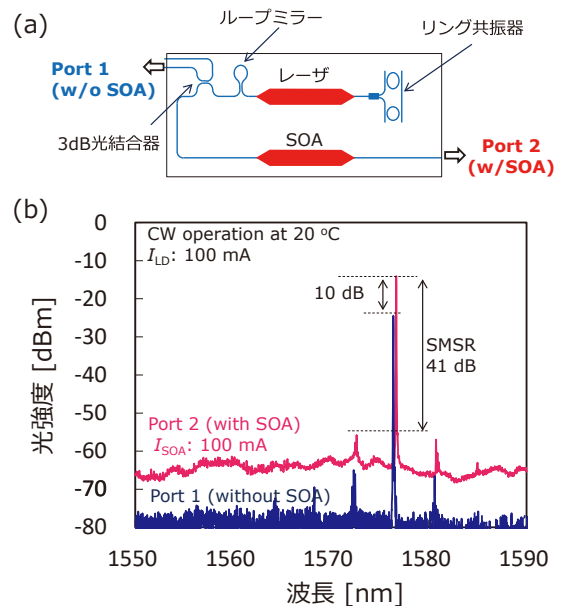 (a)
ループミラー
リング共振器
Port 1
(w/o SOA)
レーザ
3dB光結合器
SOA
Port 2
(w/SOA)
(b)
0
-10
-20
-30
-40
-50
-60
-70
-80
光強度 [dBm]
CW operation at 20 °C
I_LD: 100 mA
10 dB
SMSR
41 dB
Port 2 (with SOA)
I_SOA: 100 mA
Port 1 (without SOA)
1550 1560 1570 1580 1590
波長 [nm]